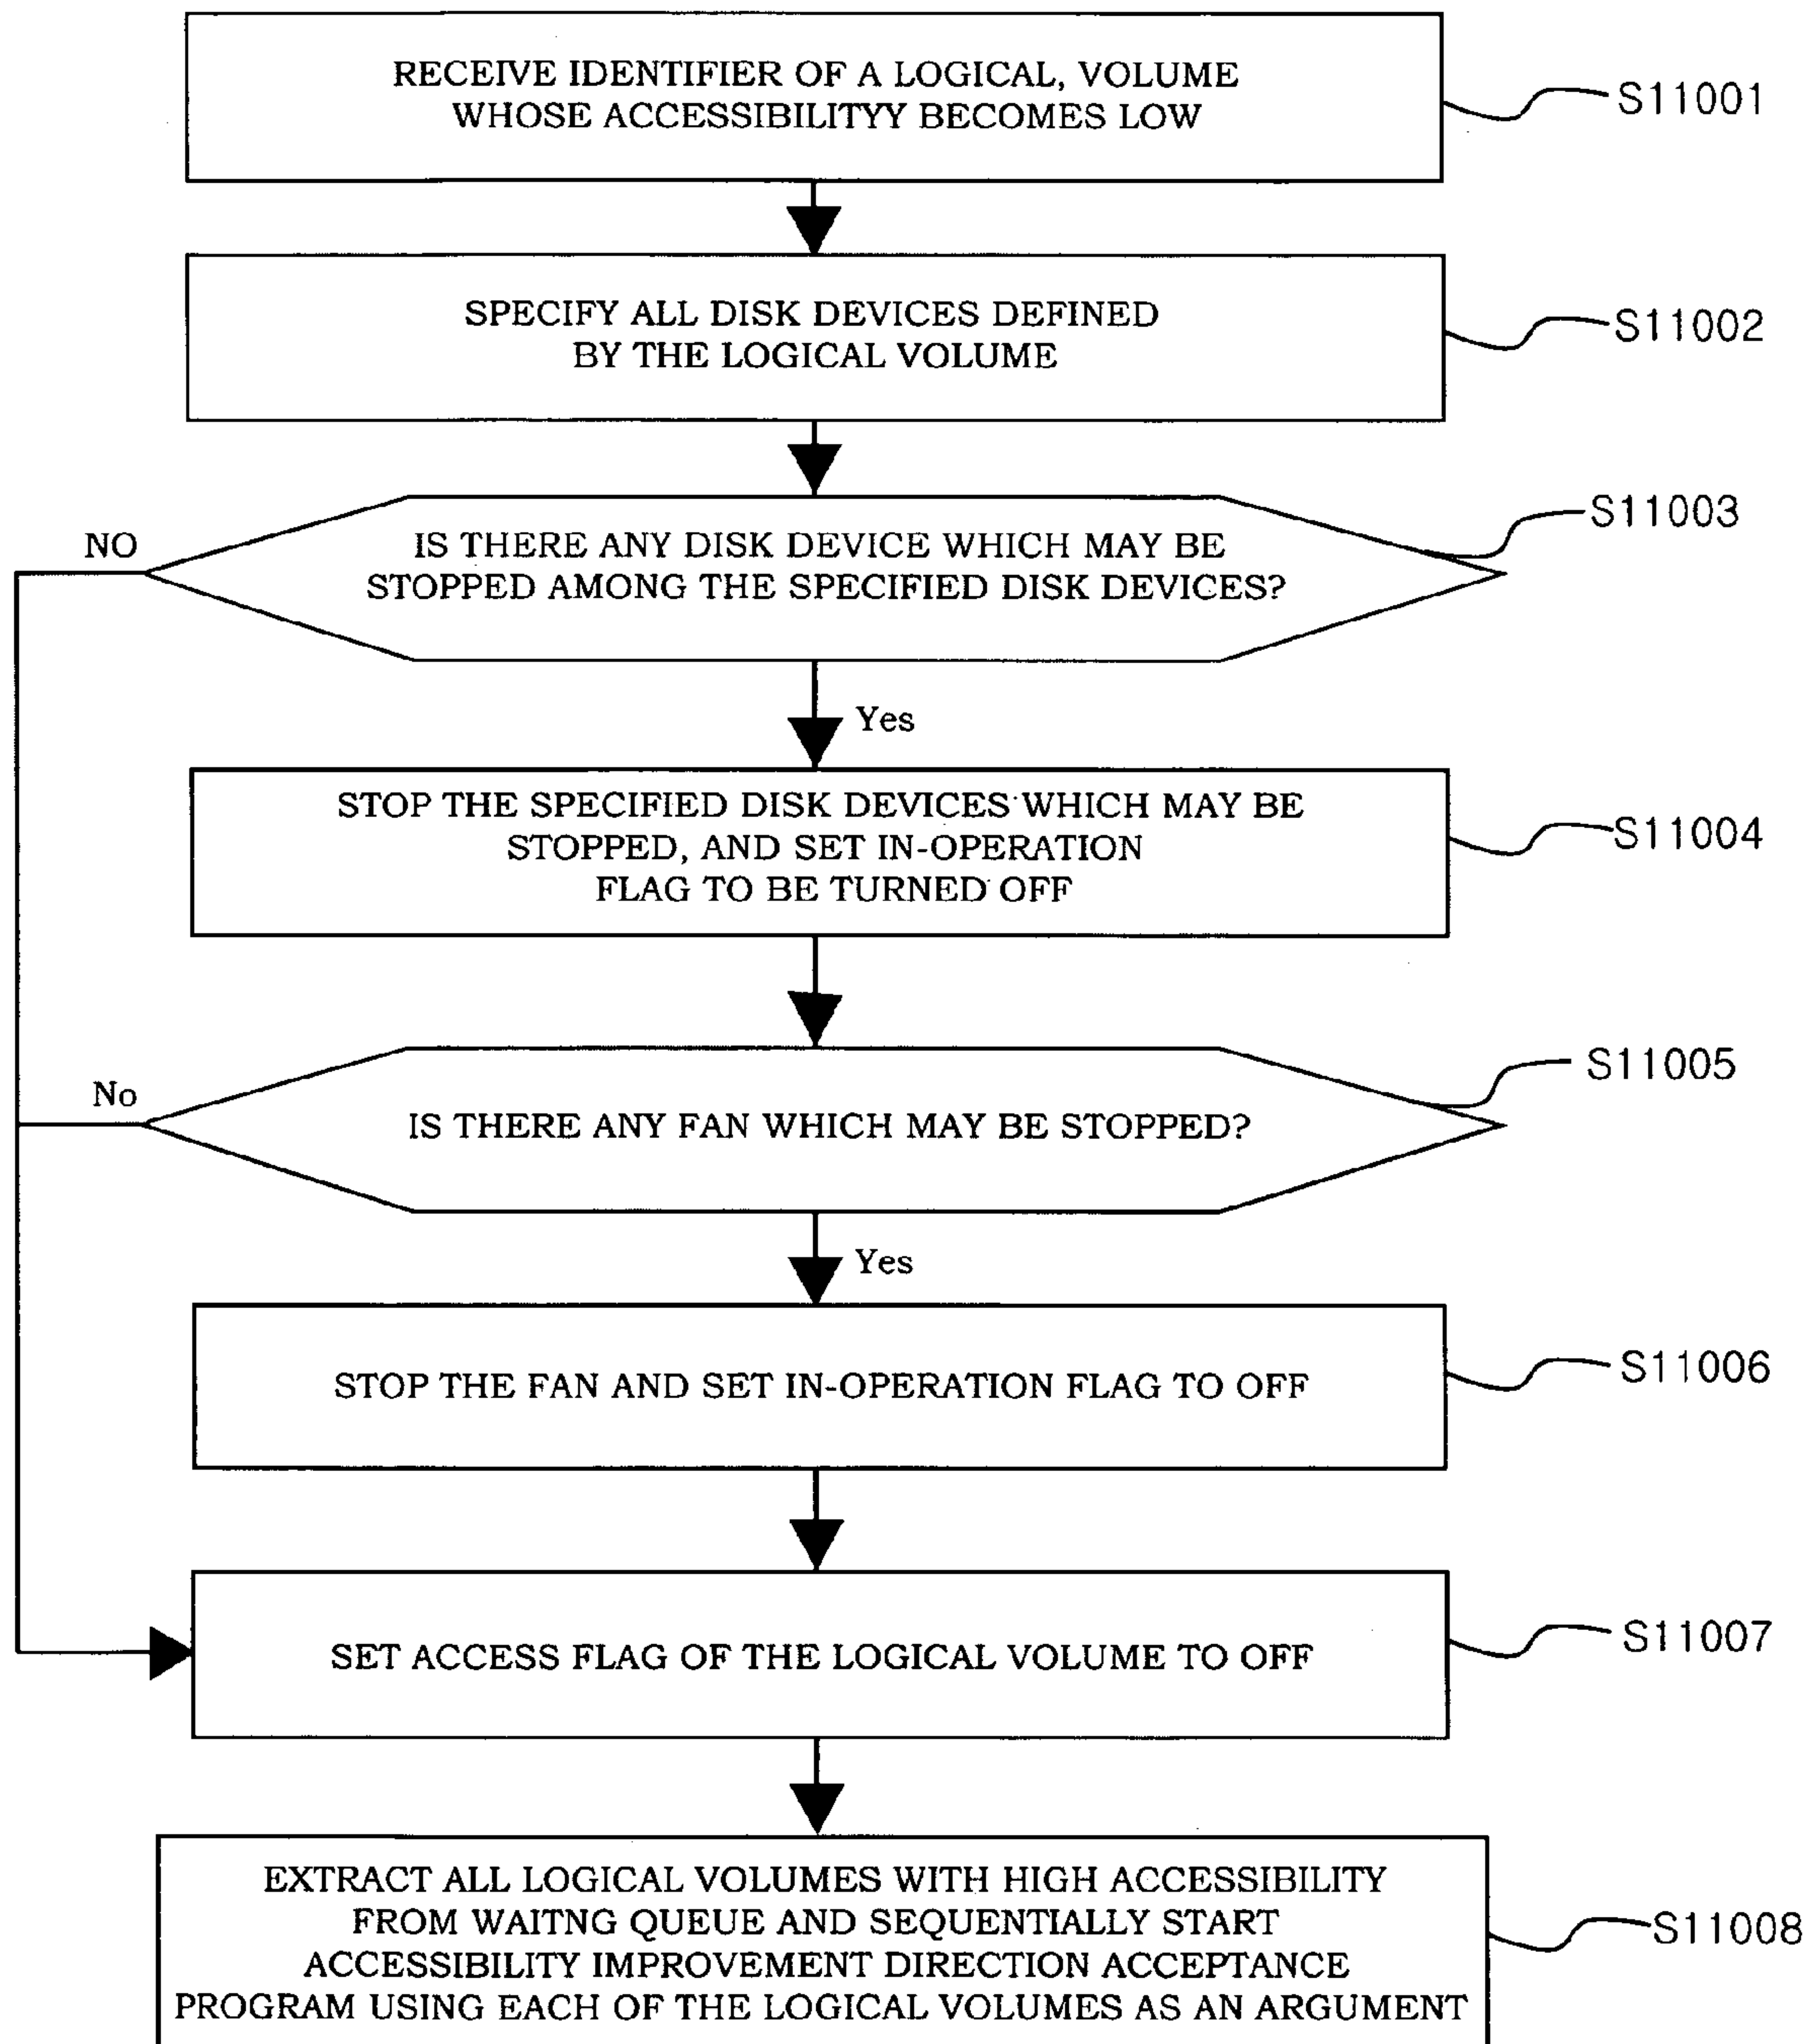 RECEIVE IDENTIFIER OF A LOGICAL, VOLUME
WHOSE ACCESSIBILITYY BECOMES LOW
S11001
SPECIFY ALL DISK DEVICES DEFINED
BY THE LOGICAL VOLUME
S11002
IS THERE ANY DISK DEVICE WHICH MAY BE
STOPPED AMONG THE SPECIFIED DISK DEVICES?
S11003
NO
Yes
STOP THE SPECIFIED DISK DEVICES WHICH MAY BE
STOPPED, AND SET IN-OPERATION
FLAG TO BE TURNED OFF
S11004
IS THERE ANY FAN WHICH MAY BE STOPPED?
S11005
No
Yes
STOP THE FAN AND SET IN-OPERATION FLAG TO OFF
S11006
SET ACCESS FLAG OF THE LOGICAL VOLUME TO OFF
S11007
EXTRACT ALL LOGICAL VOLUMES WITH HIGH ACCESSIBILITY
FROM WAITNG QUEUE AND SEQUENTIALLY START
ACCESSIBILITY IMPROVEMENT DIRECTION ACCEPTANCE
PROGRAM USING EACH OF THE LOGICAL VOLUMES AS AN ARGUMENT
S11008